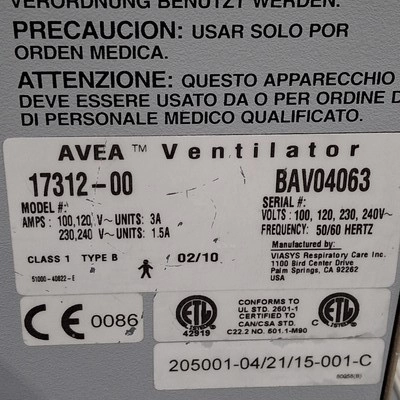 VERORDNUNG BENUTZT WERDEN.
PRECAUCION: USAR SOLO POR
ORDEN MEDICA.
ATTENZIONE: QUESTO APPARECCHIO
DEVE ESSERE USATO DA O PER ORDINE D
DI PERSONALE MEDICO QUALIFICATO.
AVEA™ Ventilator
17312-00 BAV04063
MODEL #: SERIAL #:
AMPS : 100,120 V~ UNITS: 3A VOLTS : 100, 120, 230, 240V~
230,240 V~ UNITS: 1.5A FREQUENCY: 50/60 HERTZ
Manufactured by:
VIASYS Respiratory Care Inc.
CLASS 1 TYPE B 02/10 1100 Bird Center Drive
Palm Springs, CA 92262
51000-40822-E USA
CE 0086
ETL CONFORMS TO ETL
UL STD. 2601-1
42919 CERTIFIED TO
CAN/CSA STD. C
C22.2 NO. 601.1-M90
205001-04/21/15-001-C